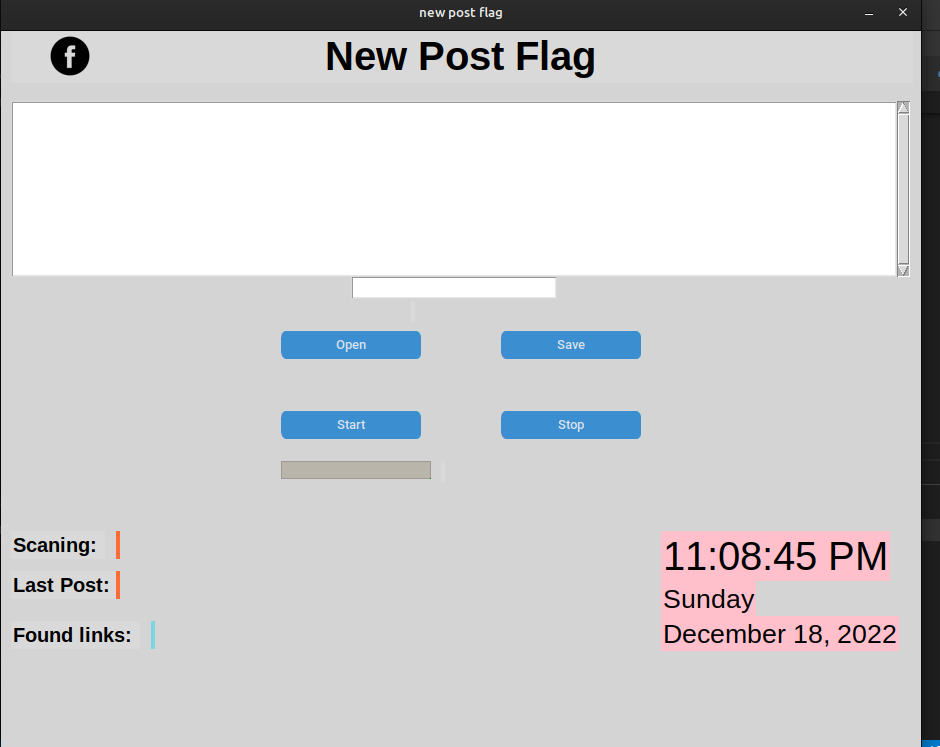 new post flag
f
New Post Flag
Open
Save
Start
Stop
Scaning:
Last Post:
Found links:
11:08:45 PM
Sunday
December 18, 2022